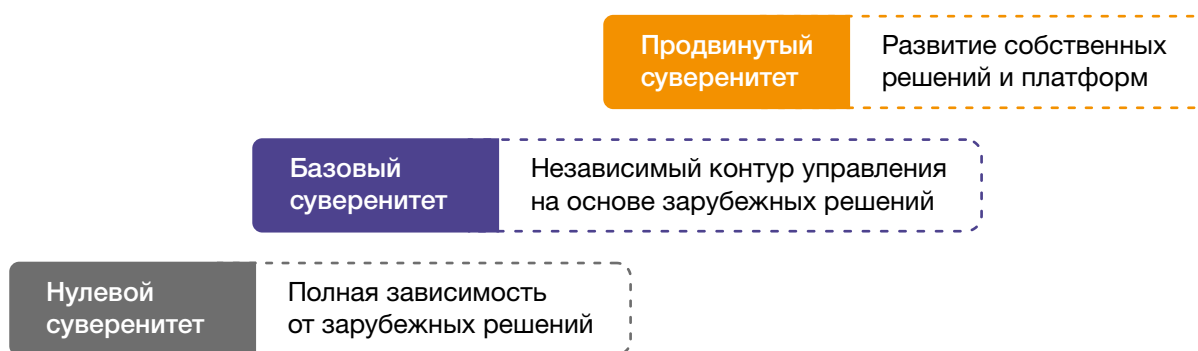 Продвинутый
суверенитет
Развитие собственных
решений и платформ
Базовый
суверенитет
Независимый контур управления
на основе зарубежных решений
Нулевой
суверенитет
Полная зависимость
от зарубежных решений